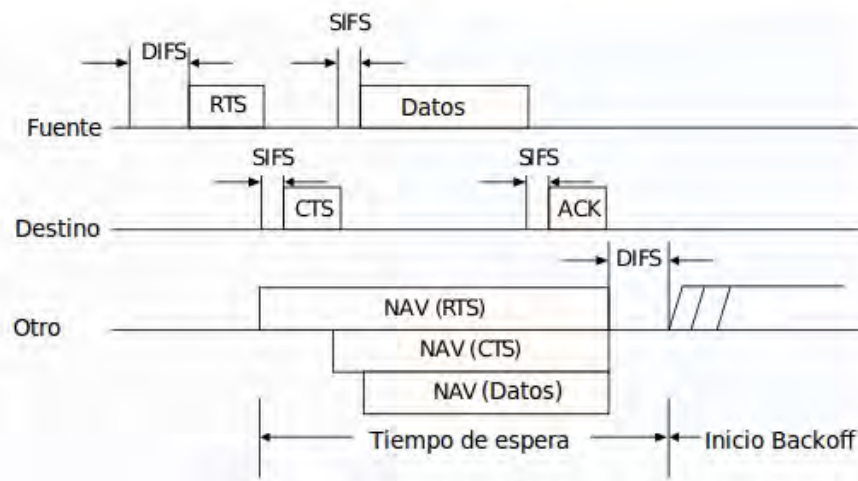 SIFS
DIFS
RTS
Datos
Fuente
SIFS
SIFS
CTS
ACK
Destino
DIFS
NAV (RTS)
Otro
NAV (CTS)
NAV (Datos)
Tiempo de espera
Inicio Backoff